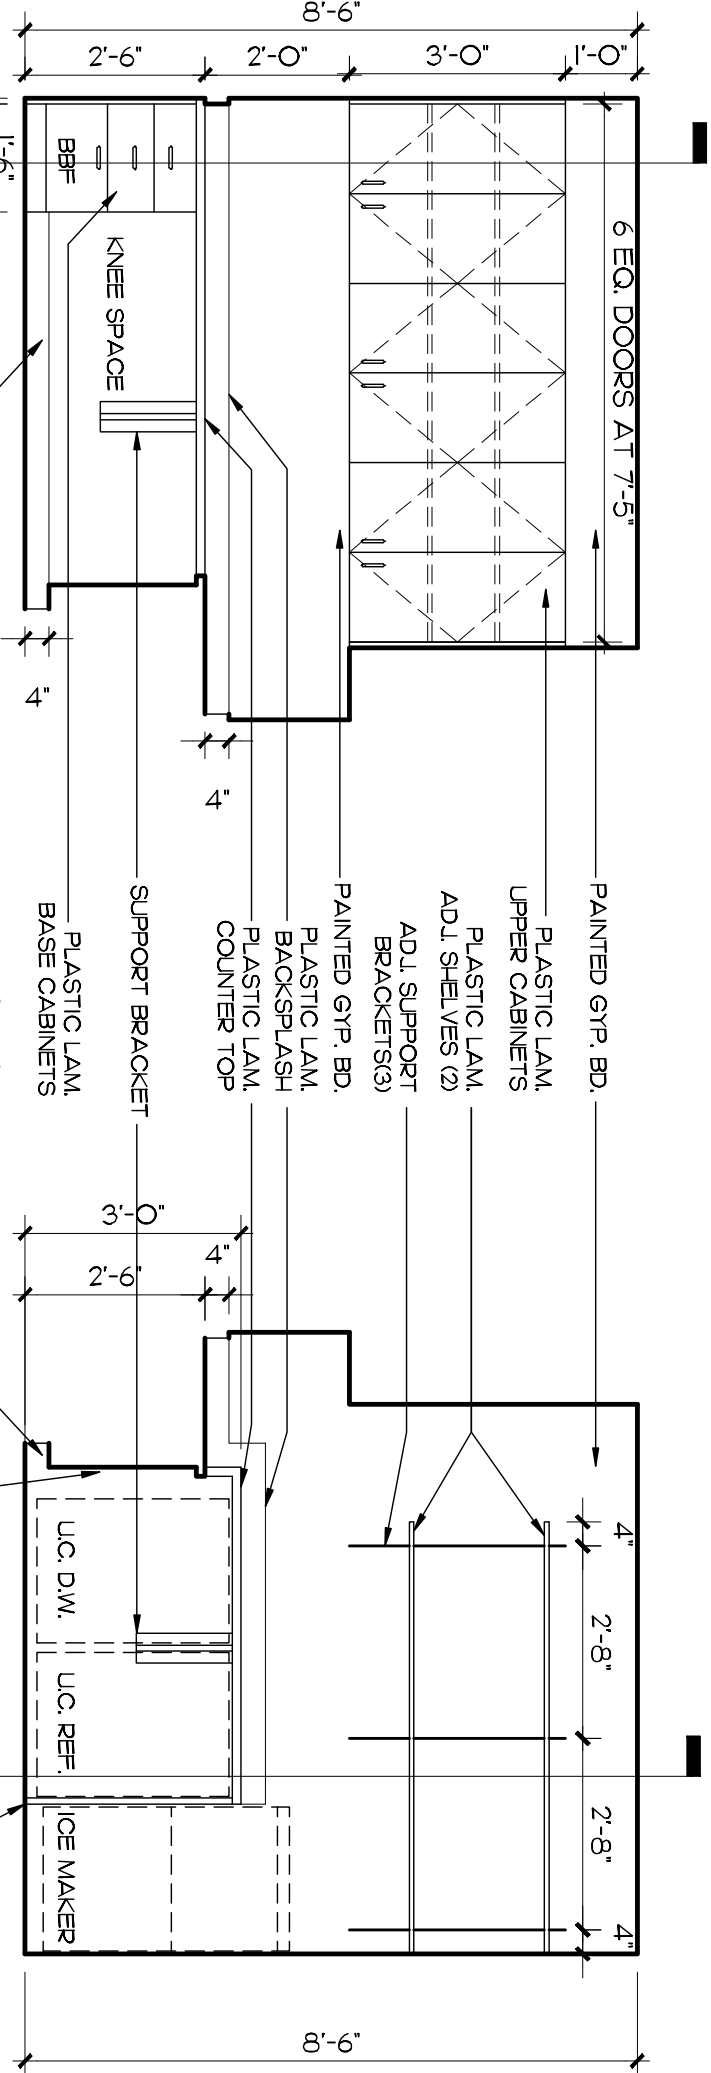 8'-6"
2'-6"
2'-0"
3'-0"
1'-0"
6 EQ. DOORS AT 7'-5"
BBF
1'-6"
KNEE SPACE
4"
4"
PAINTED GYP. BD.
PLASTIC LAM.
UPPER CABINETS
PLASTIC LAM.
ADJ. SHELVES (2)
ADJ. SUPPORT
BRACKETS(3)
PAINTED GYP. BD.
PLASTIC LAM.
BACKSPLASH
PLASTIC LAM.
COUNTER TOP
SUPPORT BRACKET
PLASTIC LAM.
BASE CABINETS
3'-0"
2'-6"
4"
4"
2'-8"
2'-8"
4"
U.C. D.W.
U.C. REF.
ICE MAKER
8'-6"